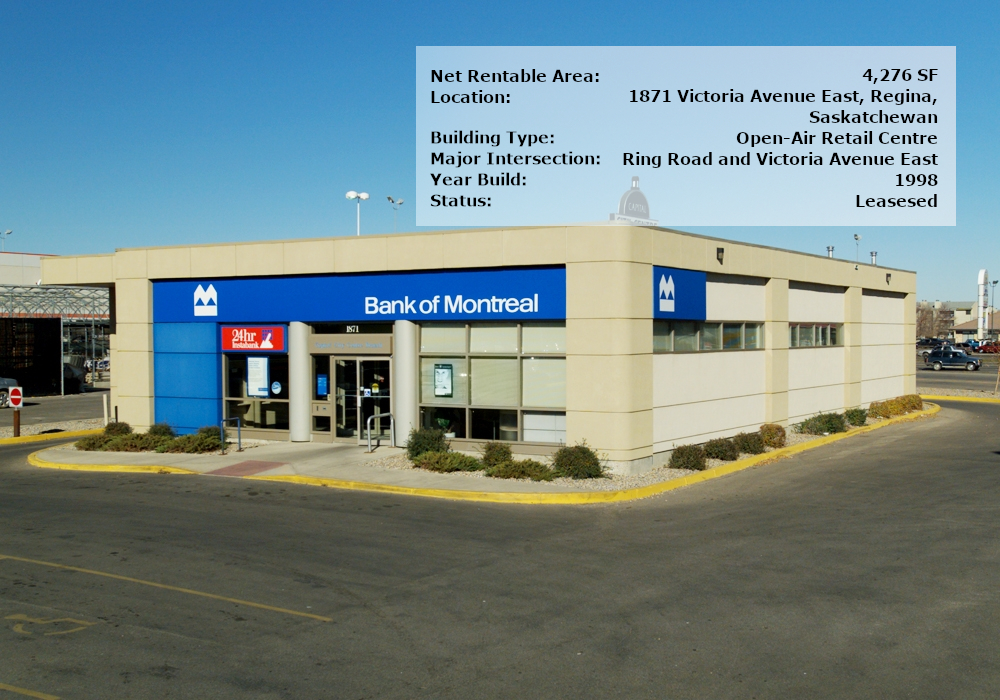 Net Rentable Area: 4,276 SF
Location: 1871 Victoria Avenue East, Regina,
Saskatchewan
Building Type: Open-Air Retail Centre
Major Intersection: Ring Road and Victoria Avenue East
Year Build: 1998
Status: Leasesed
Bank of Montreal
24hr
Instabank
1871